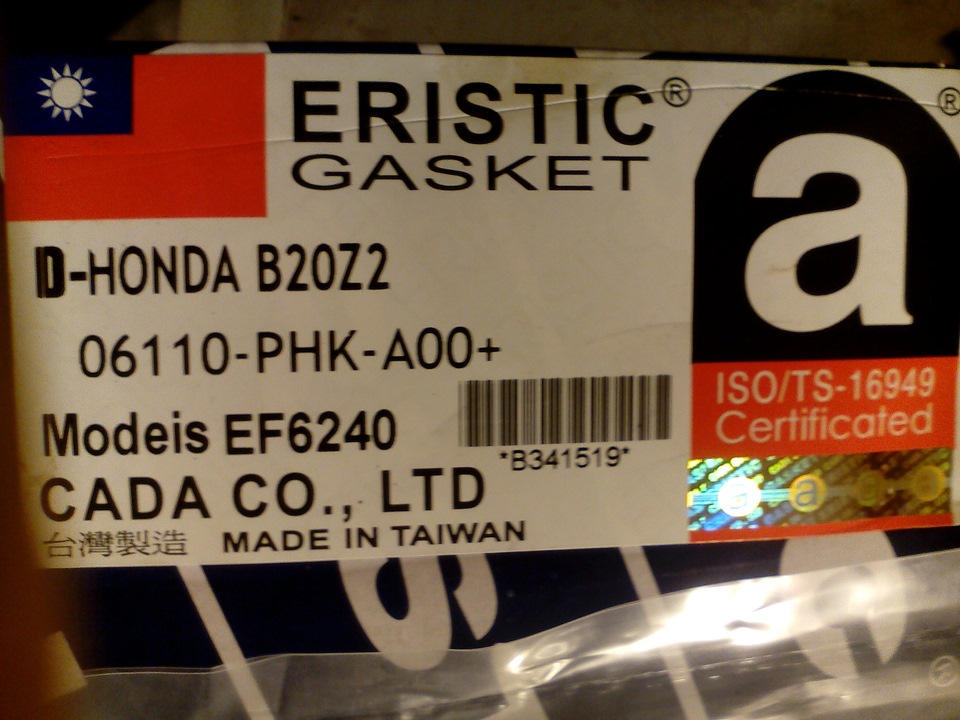 ERISTIC®
GASKET
D-HONDA B20Z2
06110-PHK-A00+
Modeis EF6240
*B341519*
CADA CO., LTD
台灣製造 MADE IN TAIWAN
a®
ISO/TS-16949
Certificated
a a a a